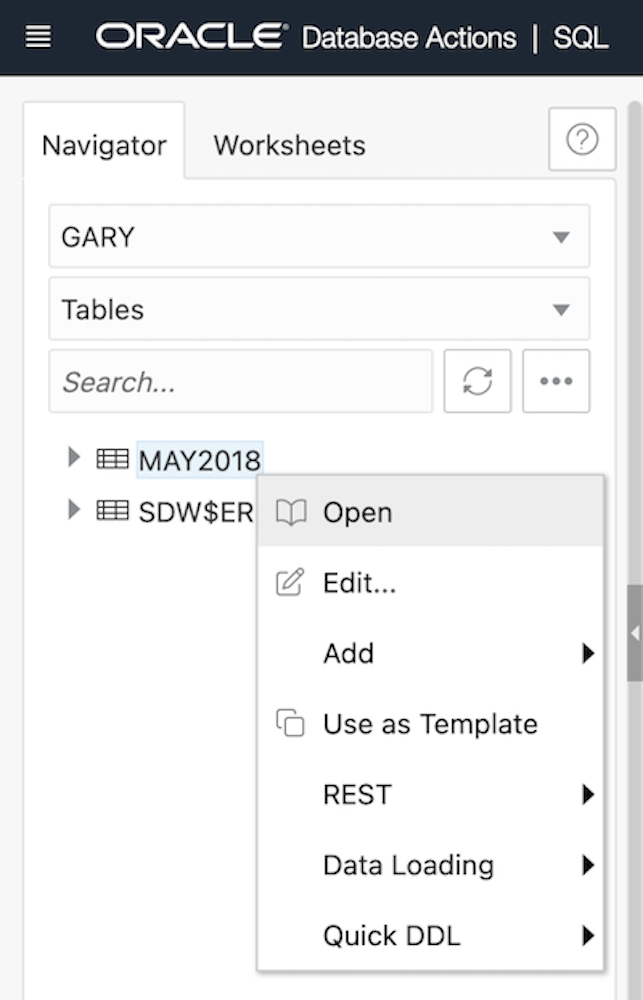 ORACLE® Database Actions | SQL
Navigator Worksheets
GARY
Tables
Search...
MAY2018
SDW$ER
Open
Edit...
Add
Use as Template
REST
Data Loading
Quick DDL